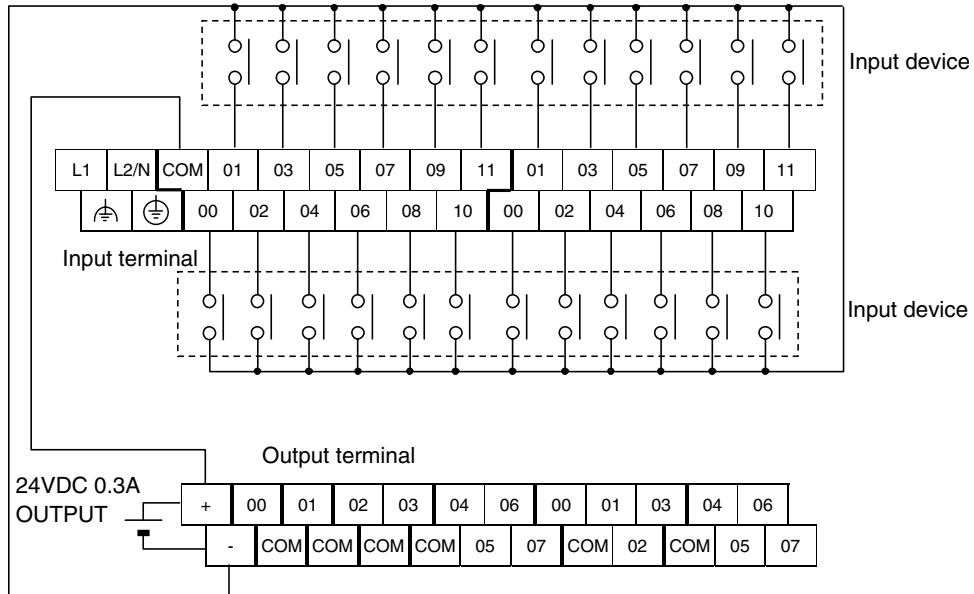 Input device
L1 L2/N COM 01 03 05 07 09 11 01 03 05 07 09 11
00 02 04 06 08 10 00 02 04 06 08 10
Input terminal
Input device
Output terminal
24VDC 0.3A
OUTPUT
+ 00 01 02 03 04 06 00 01 03 04 06
- COM COM COM COM 05 07 COM 02 COM 05 07